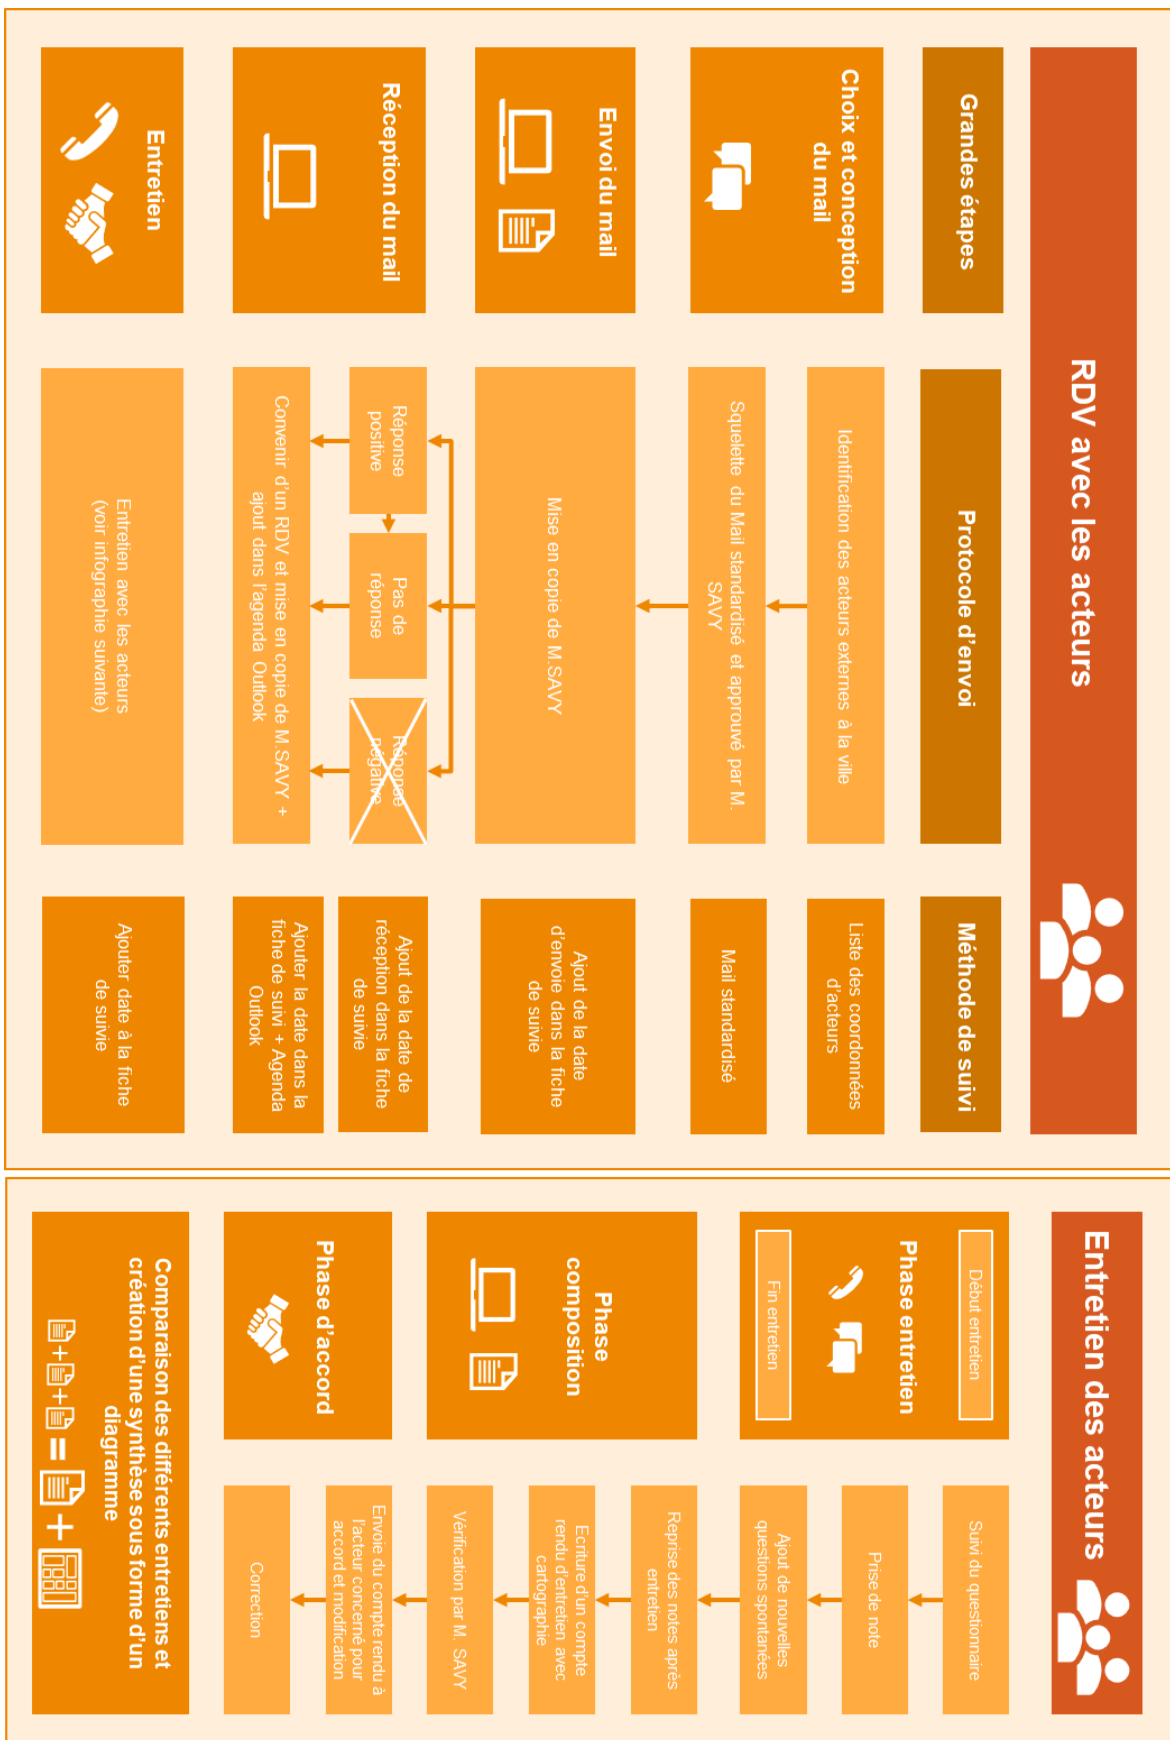 RDV avec les acteurs
Grandes étapes
Protocole d'envoi
Méthode de suivi
Choix et conception
du mail
Identification des acteurs externes à la ville
Liste des coordonnées
d'acteurs
Squelette du Mail standardisé et approuvé par M.
SAVY
Mail standardisé
Envoi du mail
Mise en copie de M.SAVY
Ajout de la date
d'envoie dans la fiche
de suivie
Réception du mail
Réponse
positive
Pas de
réponse
Réponse
négative
Ajout de la date de
réception dans la fiche
de suivie
Convenir d'un RDV et mise en copie de M.SAVY +
ajout dans l'agenda Outlook
Ajouter la date dans la
fiche de suivi + Agenda
Outlook
Entretien
Entretien avec les acteurs
(voir infographie suivante)
Ajouter date à la fiche
de suivie
Entretien des acteurs
Début entretien
Phase entretien
Fin entretien
Suivi du questionnaire
Prise de note
Ajout de nouvelles
questions spontanées
Phase
composition
Reprise des notes après
entretien
Ecriture d'un compte
rendu d'entretien avec
cartographie
Vérification par M. SAVY
Phase d'accord
Envoie du compte rendu à
l'acteur concerné pour
accord et modification
Correction
Comparaison des différents entretiens et
création d'une synthèse sous forme d'un
diagramme